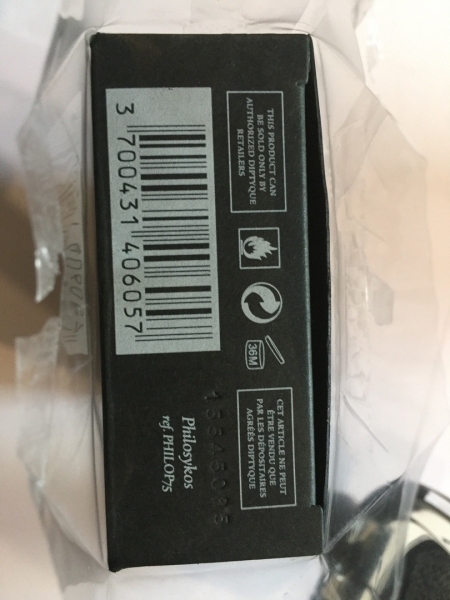 THIS PRODUCT CAN
BE SOLD ONLY BY
AUTHORIZED DIPTYQUE
RETAILERS
3 700431 406057
36M
CET ARTICLE NE PEUT
ÊTRE VENDU QUE
PAR LES DÉPOSITAIRES
AGRÉÉS DIPTYQUE
Philosykos
ref. PHILOP75